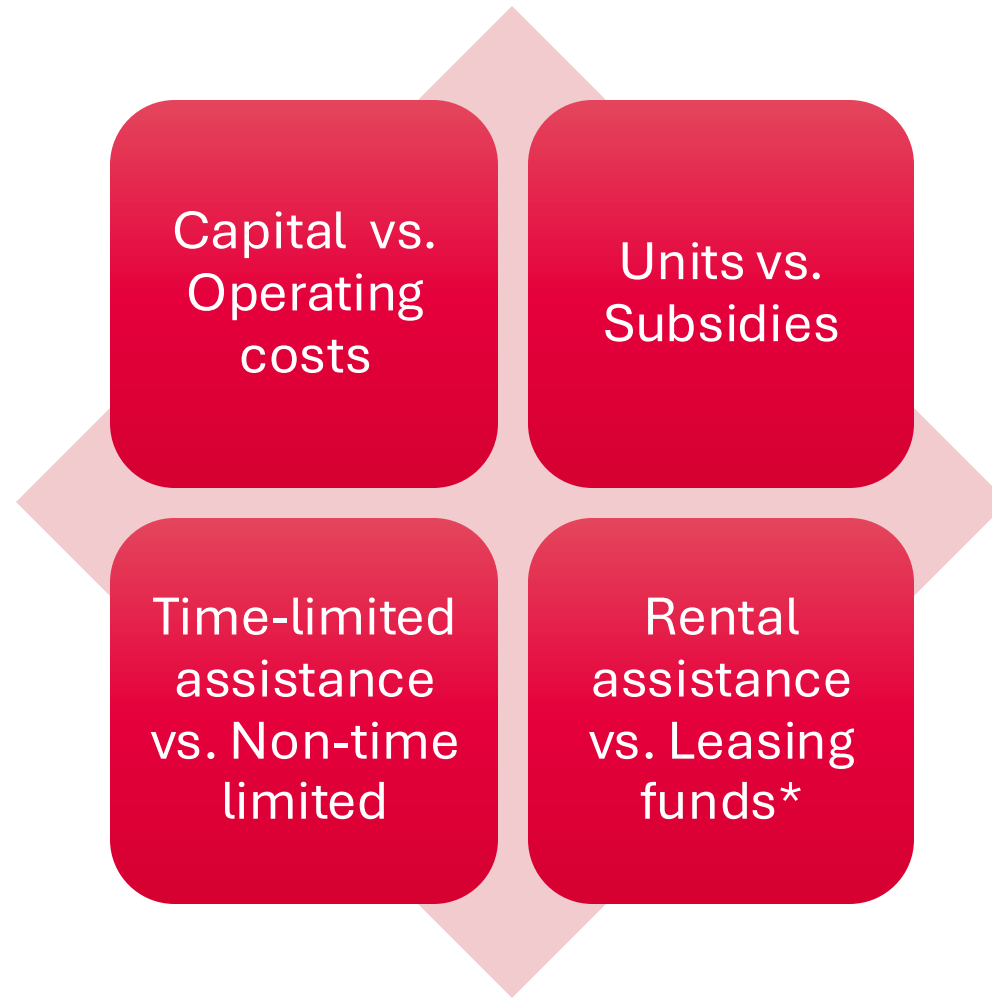 Capital vs.
Operating
costs
Units vs.
Subsidies
Time-limited
assistance
vs. Non-time
limited
Rental
assistance
vs. Leasing
funds*